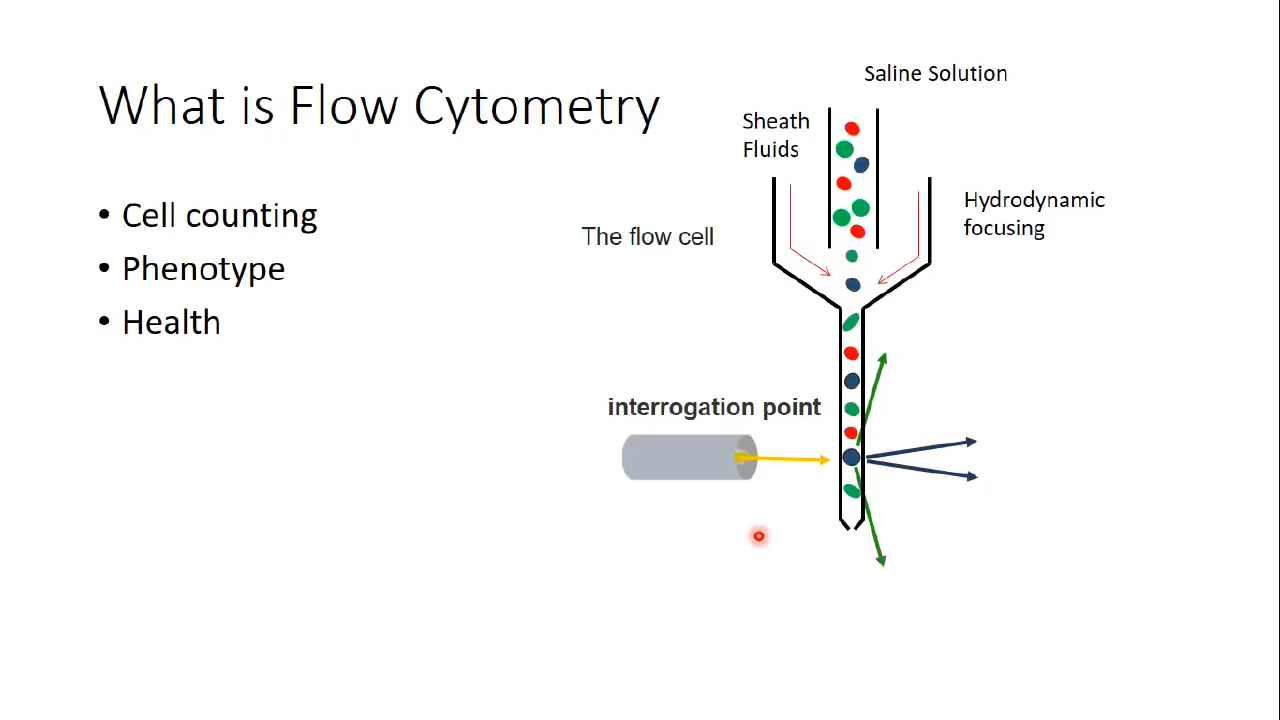 What is Flow Cytometry
• Cell counting
• Phenotype
• Health
Saline Solution
Sheath
Fluids
Hydrodynamic
focusing
The flow cell
interrogation point